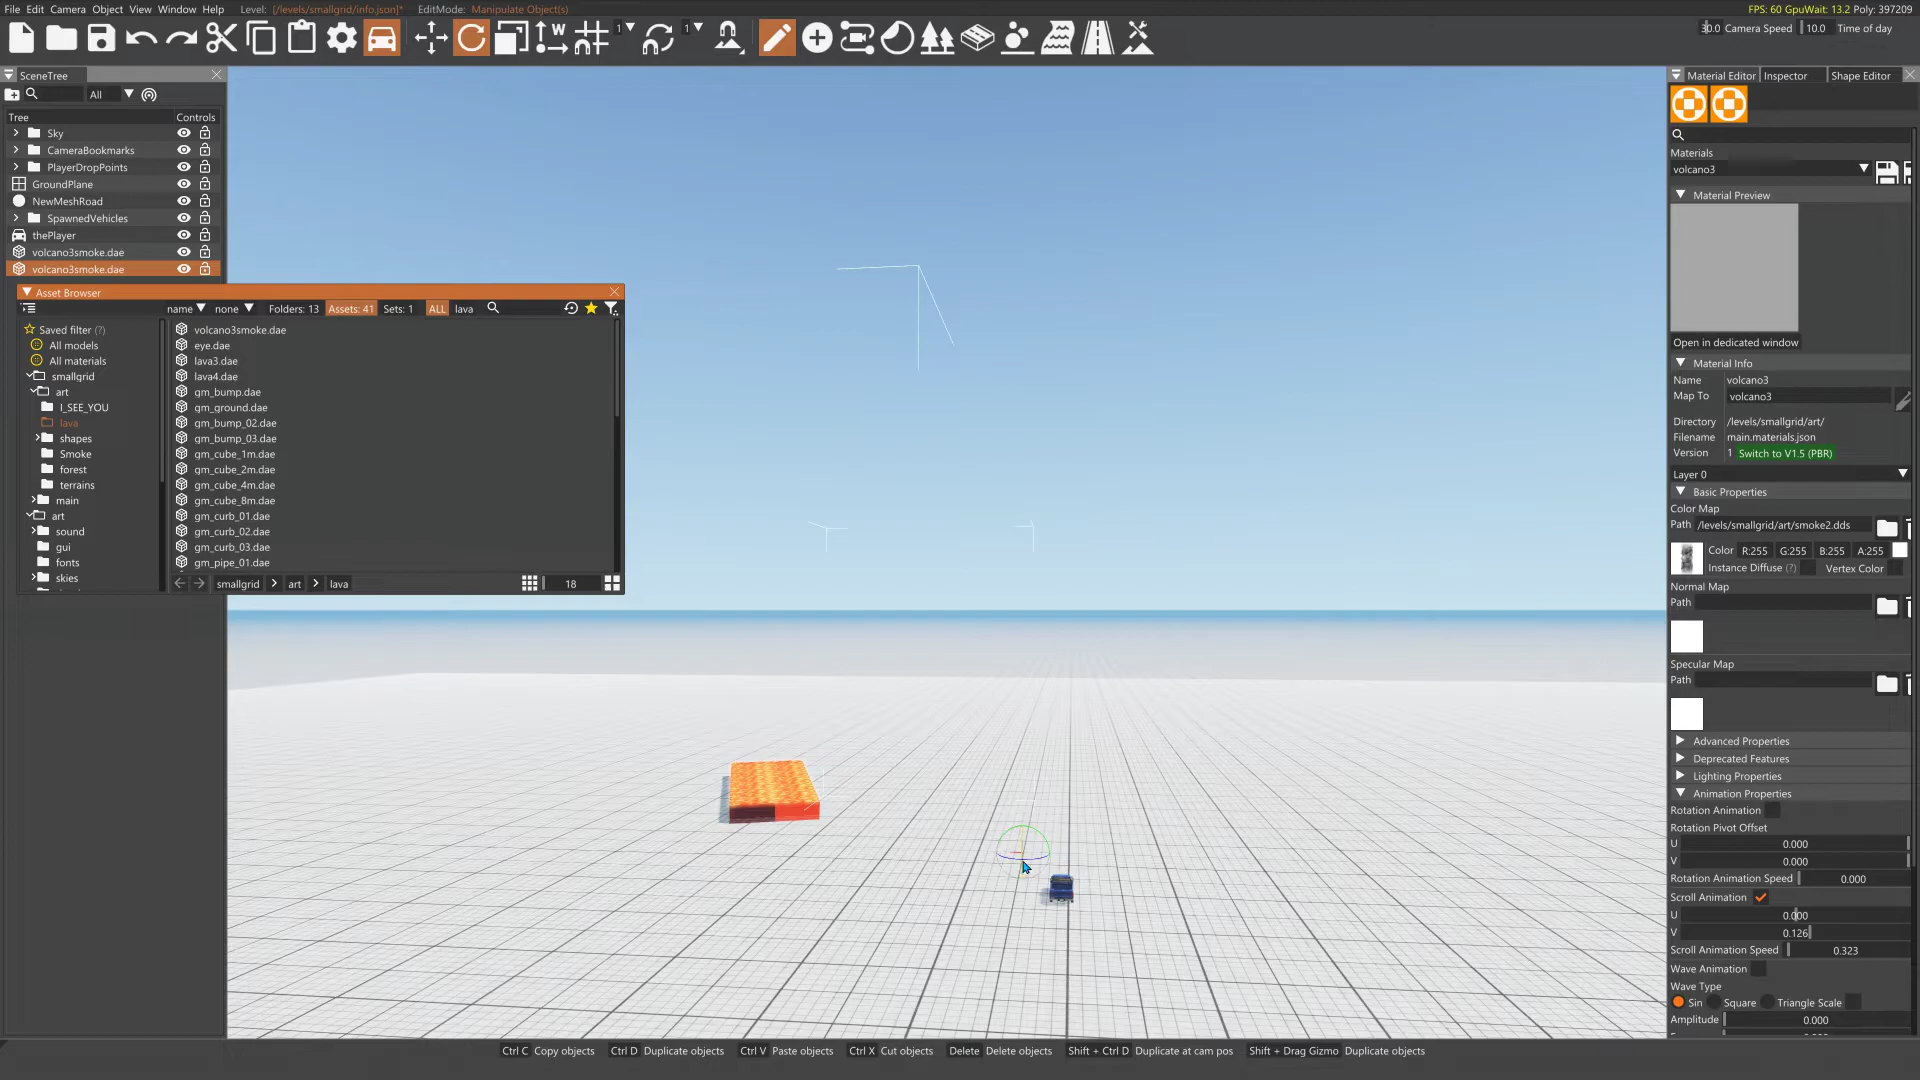 File Edit Camera Object View Window Help Level: [/levels/smallgrid/info.json]* EditMode: Manipulate Object(s) FPS: 60 GpuWait: 13.2 Poly: 397209
W 1 1 30.0 Camera Speed 10.0 Time of day
SceneTree
All
Tree Controls
Sky
CameraBookmarks
PlayerDropPoints
GroundPlane
NewMeshRoad
SpawnedVehicles
thePlayer
volcano3smoke.dae
volcano3smoke.dae
Asset Browser
name none Folders: 13 Assets: 41 Sets: 1 ALL lava
Saved filter (?)
All models
All materials
smallgrid
art
I_SEE_YOU
lava
shapes
Smoke
forest
terrains
main
art
sound
gui
fonts
skies
volcano3smoke.dae
eye.dae
lava3.dae
lava4.dae
gm_bump.dae
gm_ground.dae
gm_bump_02.dae
gm_bump_03.dae
gm_cube_1m.dae
gm_cube_2m.dae
gm_cube_4m.dae
gm_cube_8m.dae
gm_curb_01.dae
gm_curb_02.dae
gm_curb_03.dae
gm_pipe_01.dae
smallgrid > art > lava 18
Material Editor Inspector Shape Editor
Materials
volcano3
Material Preview
Open in dedicated window
Material Info
Name volcano3
Map To volcano3
Directory /levels/smallgrid/art/
Filename main.materials.json
Version 1 Switch to V1.5 (PBR)
Layer 0
Basic Properties
Color Map
Path /levels/smallgrid/art/smoke2.dds
Color R:255 G:255 B:255 A:255
Instance Diffuse (?) Vertex Color
Normal Map
Path
Specular Map
Path
Advanced Properties
Deprecated Features
Lighting Properties
Animation Properties
Rotation Animation
Rotation Pivot Offset
U 0.000
V 0.000
Rotation Animation Speed 0.000
Scroll Animation
U 0.000
V 0.126
Scroll Animation Speed 0.323
Wave Animation
Wave Type
Sin Square Triangle Scale
Amplitude 0.000
Ctrl C Copy objects Ctrl D Duplicate objects Ctrl V Paste objects Ctrl X Cut objects Delete Delete objects Shift + Ctrl D Duplicate at cam pos Shift + Drag Gizmo Duplicate objects